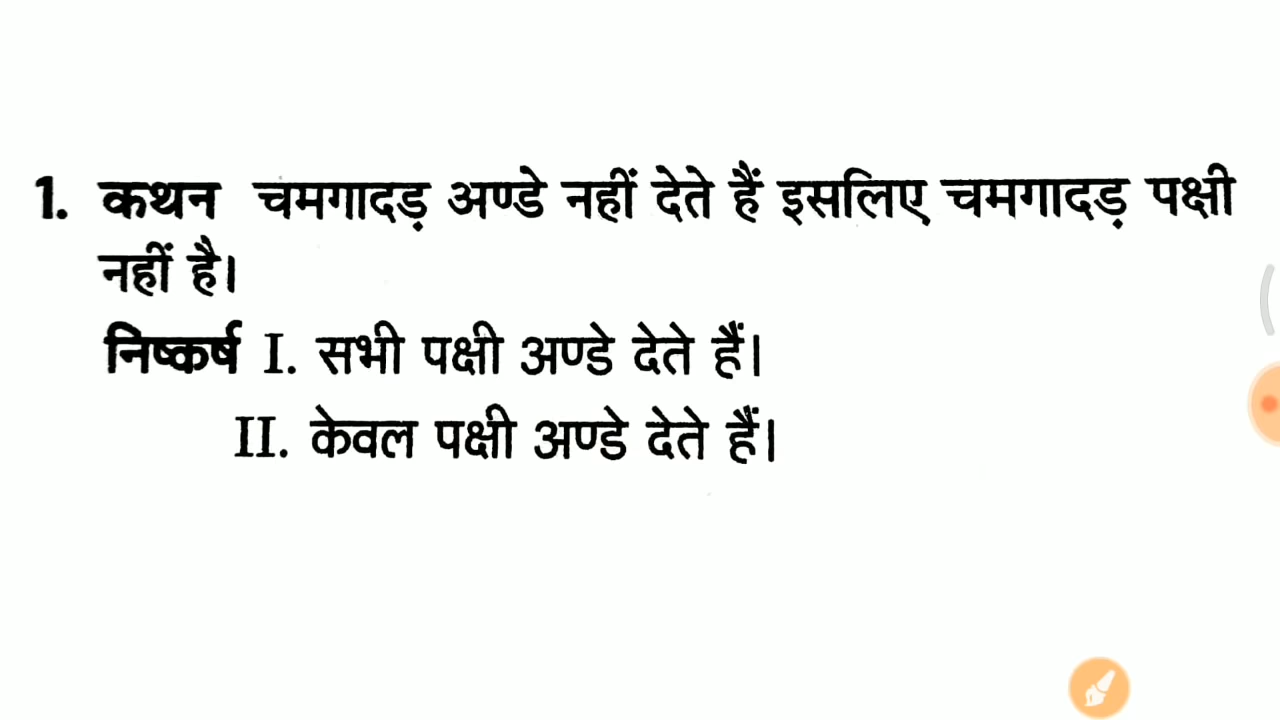 1. कथन चमगादड़ अण्डे नहीं देते हैं इसलिए चमगादड़ पक्षी
नहीं है।
निष्कर्ष I. सभी पक्षी अण्डे देते हैं।
II. केवल पक्षी अण्डे देते हैं।